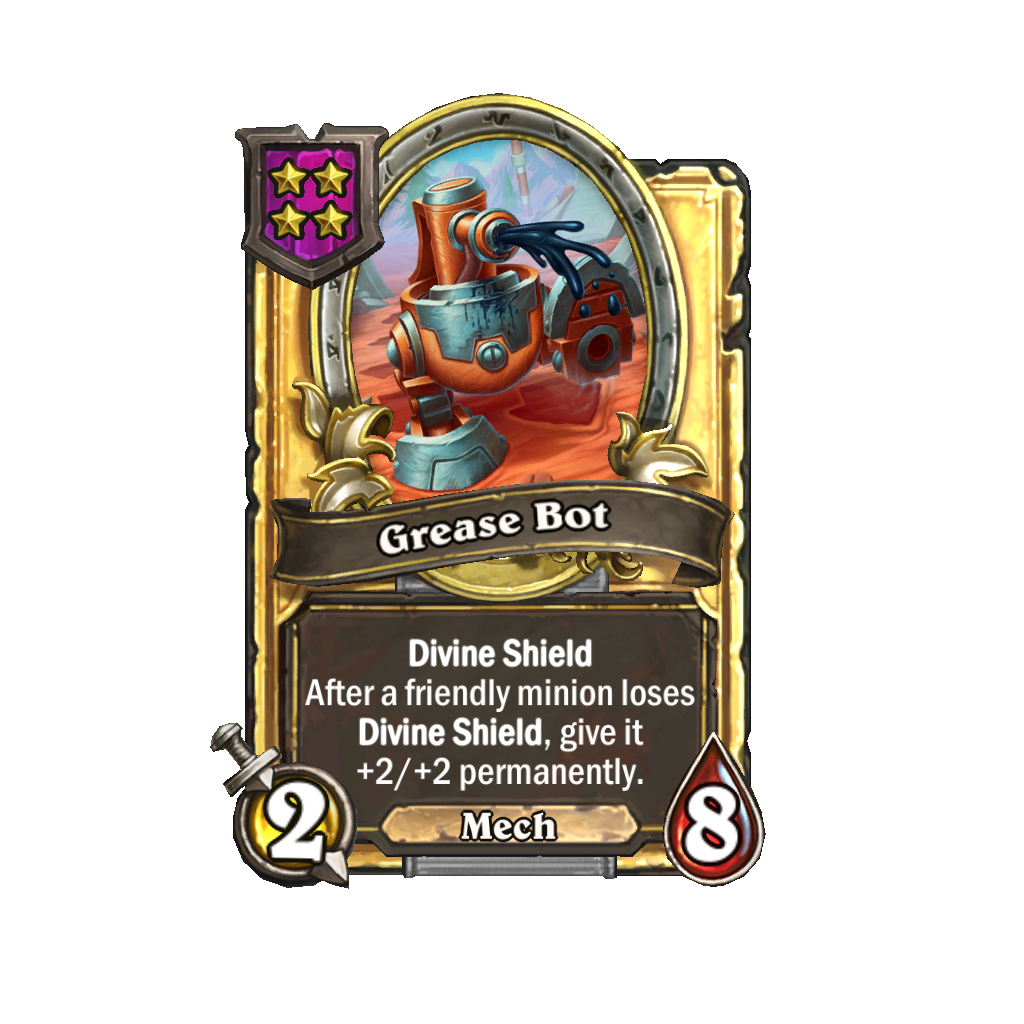 Grease Bot
Divine Shield
After a friendly minion loses
Divine Shield, give it
+2/+2 permanently.
Mech
2
8